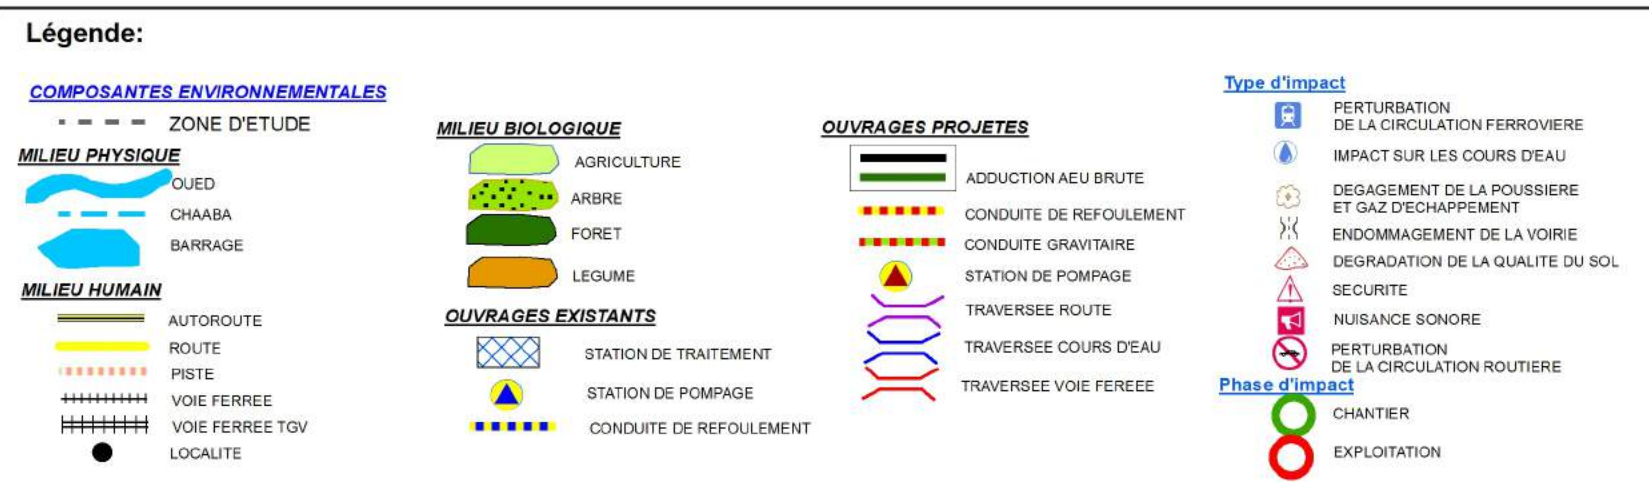 Légende:
COMPOSANTES ENVIRONNEMENTALES
ZONE D'ETUDE
MILIEU PHYSIQUE
OUED
CHAABA
BARRAGE
MILIEU HUMAIN
AUTOROUTE
ROUTE
PISTE
VOIE FERREE
VOIE FERREE TGV
LOCALITE
MILIEU BIOLOGIQUE
AGRICULTURE
ARBRE
FORET
LEGUME
OUVRAGES EXISTANTS
STATION DE TRAITEMENT
STATION DE POMPAGE
CONDUITE DE REFOULEMENT
OUVRAGES PROJETES
ADDUCTION AEU BRUTE
CONDUITE DE REFOULEMENT
CONDUITE GRAVITAIRE
STATION DE POMPAGE
TRAVERSEE ROUTE
TRAVERSEE COURS D'EAU
TRAVERSEE VOIE FEREEE
Type d'impact
PERTURBATION
DE LA CIRCULATION FERROVIERE
IMPACT SUR LES COURS D'EAU
DEGAGEMENT DE LA POUSSIERE
ET GAZ D'ECHAPPEMENT
ENDOMMAGEMENT DE LA VOIRIE
DEGRADATION DE LA QUALITE DU SOL
SECURITE
NUISANCE SONORE
PERTURBATION
DE LA CIRCULATION ROUTIERE
Phase d'impact
CHANTIER
EXPLOITATION